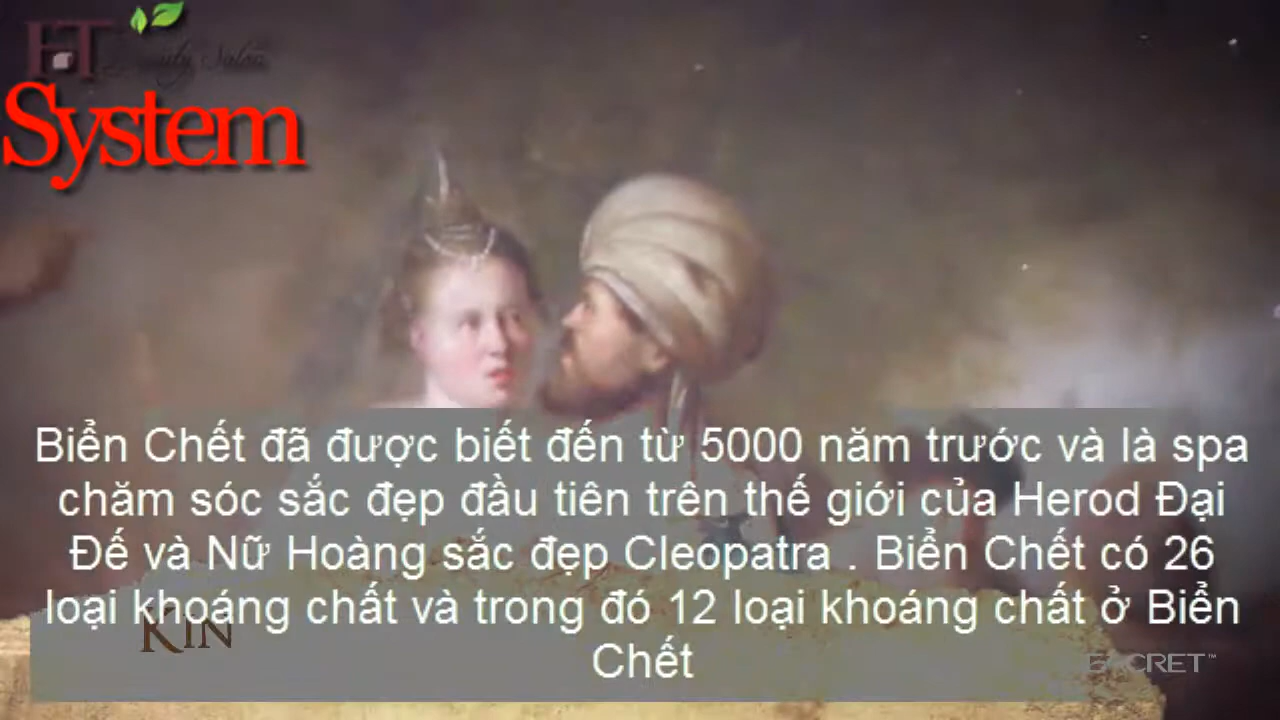 ET
System
Biển Chết đã được biết đến từ 5000 năm trước và là spa
chăm sóc sắc đẹp đầu tiên trên thế giới của Herod Đại
Đế và Nữ Hoàng sắc đẹp Cleopatra . Biển Chết có 26
loại khoáng chất và trong đó 12 loại khoáng chất ở Biển
Chết
KIN